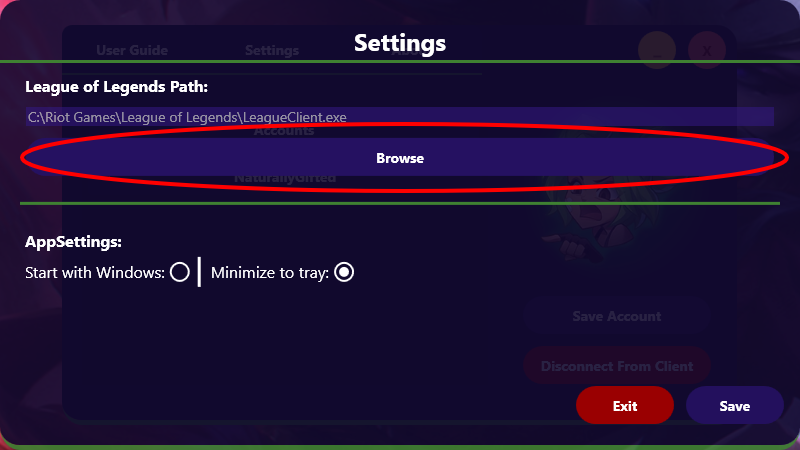 User Guide Settings
Settings
X
League of Legends Path:
C:\Riot Games\League of Legends\LeagueClient.exe
Accounts
Browse
NaturallyGifted
AppSettings:
Start with Windows: Minimize to tray:
Save Account
Disconnect From Client
Exit Save